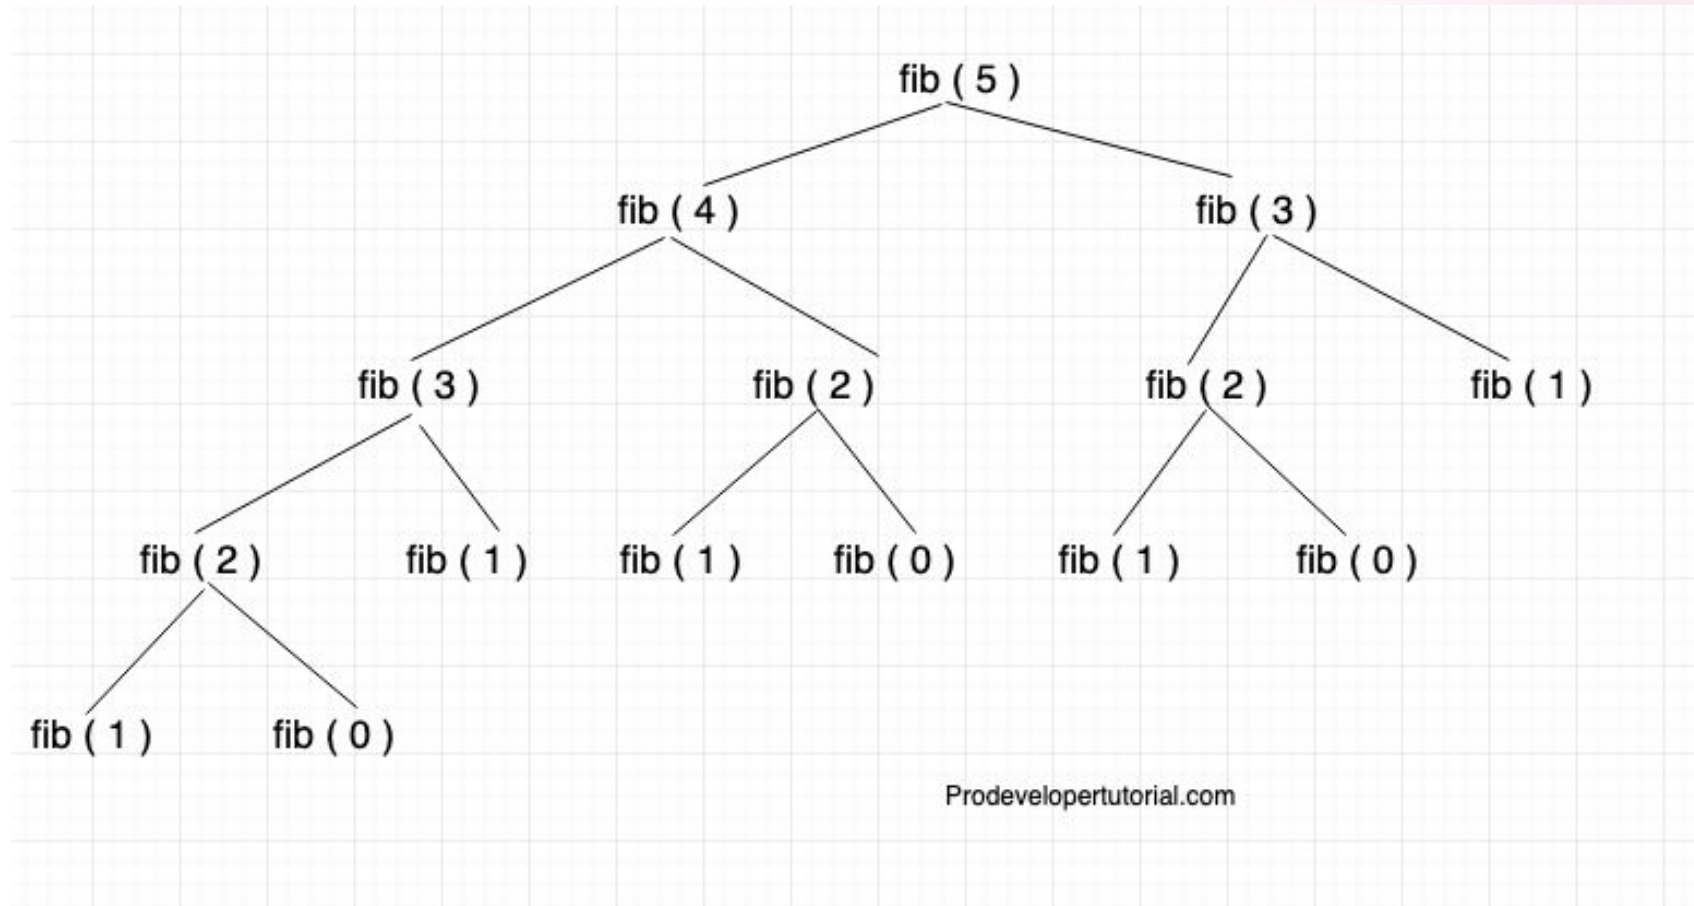 fib ( 5 )
fib ( 4 ) fib ( 3 )
fib ( 3 ) fib ( 2 ) fib ( 2 ) fib ( 1 )
fib ( 2 ) fib ( 1 ) fib ( 1 ) fib ( 0 ) fib ( 1 ) fib ( 0 )
fib ( 1 ) fib ( 0 )
Prodevelopertutorial.com